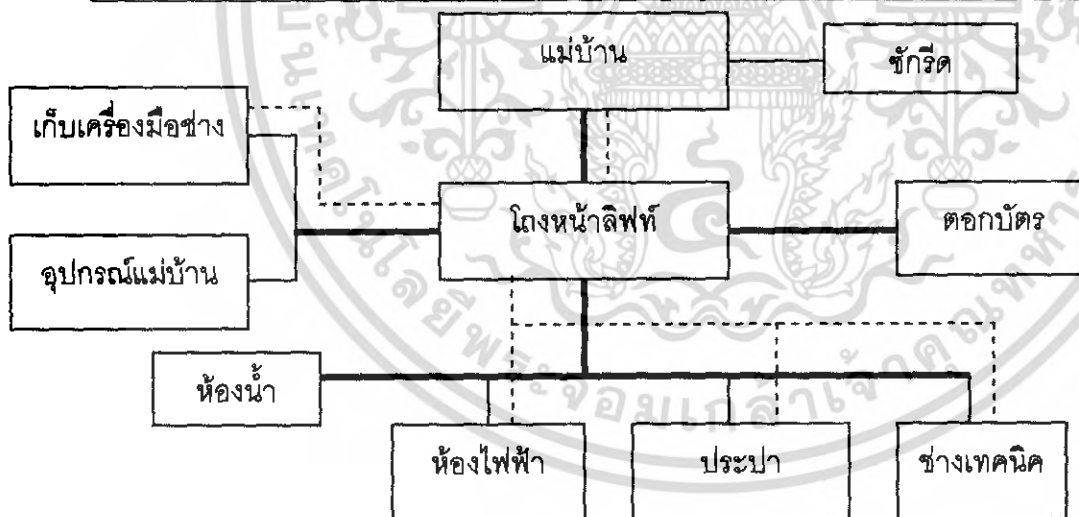 แม่บ้าน
ซักรีด
เก็บเครื่องมือช่าง
โถงหน้าลิฟท์
ตอกบัตร
อุปกรณ์แม่บ้าน
ห้องน้ำ
ห้องไฟฟ้า
ประปา
ช่างเทคนิค